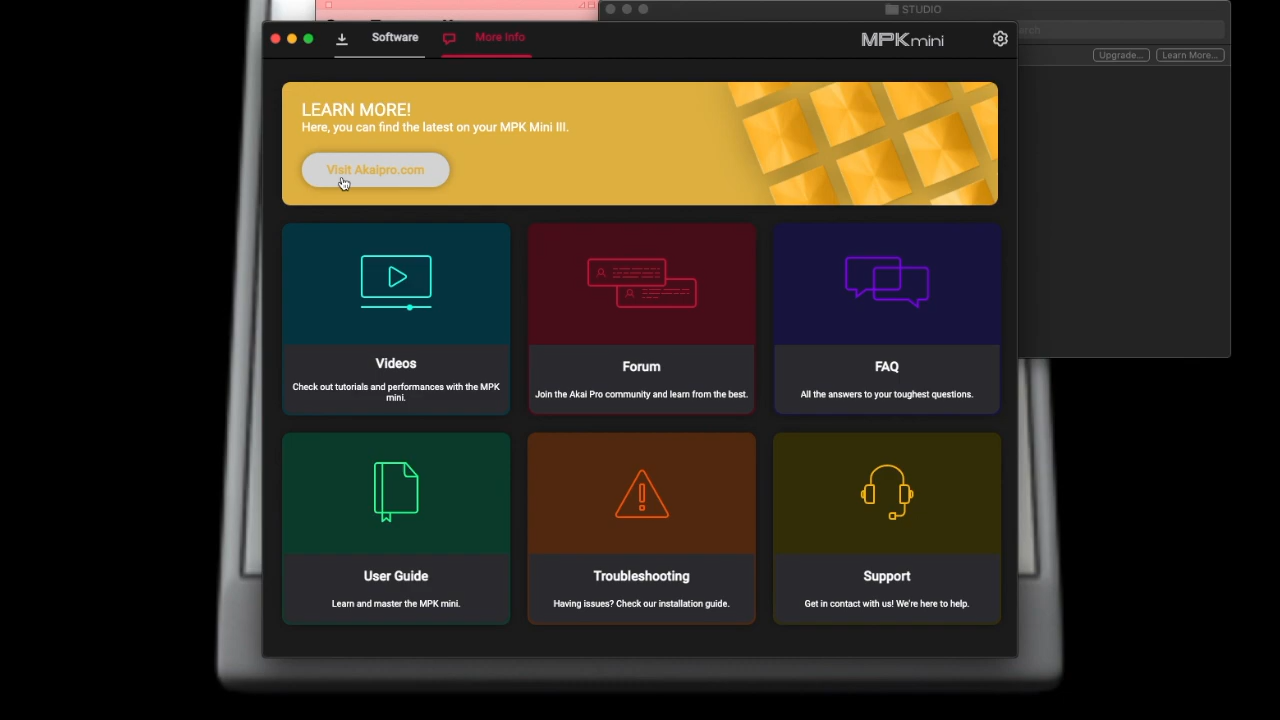 STUDIO
Software
More Info
MPKmini
Upgrade...
Learn More...
LEARN MORE!
Here, you can find the latest on your MPK Mini III.
Visit Akaipro.com
Videos
Check out tutorials and performances with the MPK
mini.
Forum
Join the Akai Pro community and learn from the best.
FAQ
All the answers to your toughest questions.
User Guide
Learn and master the MPK mini.
Troubleshooting
Having issues? Check our installation guide.
Support
Get in contact with us! We're here to help.